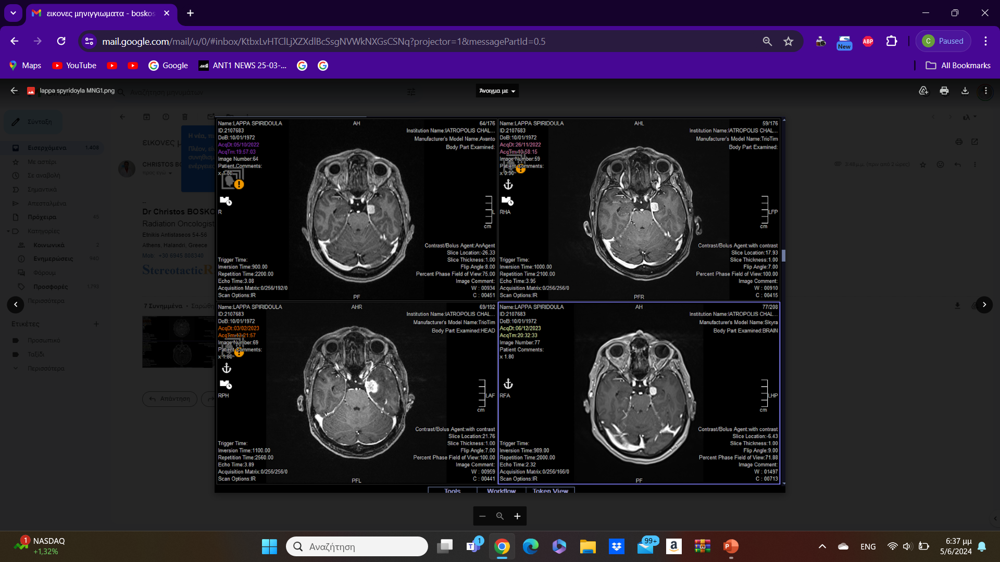 εικονες μηνιγγιωματα - boskos
mail.google.com/mail/u/0/#inbox/KtbxLvHTClLjXZXdlBcSsgNVWkNXGsCSNq?projector=1&messagePartId=0.5
New
ABP
C Paused
Maps
YouTube
Google
ANT1 NEWS 25-03-...
All Bookmarks
lappa spyridoyla MNG1.png
Αναζήτηση μηνυμάτων
Άνοιγμα με
Σύνταξη
Εισερχόμενα 1.408
Με αστέρι
Σε αναβολή
Σημαντικά
Απεσταλμένα
Πρόχειρα 45
Κατηγορίες
Κοινωνικά 2
Ενημερώσεις 940
Φόρουμ
Προσφορές 1.793
Περισσότερα
Ετικέτες
Προσωπικό
Ταξίδι
Περισσότερα
CHRISTOS BO
προς εγώ
3:48 μ.μ. (πριν από 2 ώρες)
--
Dr Christos BOSKO
Radiation Oncologist
Etnikis Antistaseos 54-56
Athens, Halandri, Greece
Mob: +30 6945 808340
StereotacticR
7 Συνημμένα • Σαρώθη
Απάντηση
Name:LAPPA SPIRIDOULA
AH
64/176
ID:2107683
Institution Name:IATROPOLIS CHAL...
DoB:10/01/1972
Manufacturer's Model Name:Avanto
AcqDt:05/10/2022
Body Part Examined:
AcqTm:19:57:03
Image Number:64
Patient Comments:
x 1.80
R
L
cm
Contrast/Bolus Agent:AnAgent
Slice Location:-26.33
Trigger Time:
Slice Thickness:1.00
Inversion Time:900.00
Flip Angle:8.00
Repetition Time:2200.00
Percent Phase Field of View:75.00
Echo Time:3.08
Image Comment:
Acquisition Matrix:0/256/192/0
W : 00934
Scan Options:IR
C : 00451
PF
Name:LAPPA SPIRIDOULA
AHL
59/176
ID:2107683
Institution Name:IATROPOLIS CHAL...
DoB:10/01/1972
Manufacturer's Model Name:TrioTim
AcqDt:26/11/2022
Body Part Examined:
AcqTm:10:58:15
Image Number:59
Patient Comments:
x 0.90
RHA
LFP
cm
Contrast/Bolus Agent:with contrast
Slice Location:17.93
Trigger Time:
Slice Thickness:1.00
Inversion Time:1000.00
Flip Angle:7.00
Repetition Time:2100.00
Percent Phase Field of View:100.00
Echo Time:3.95
Image Comment:
Acquisition Matrix:0/256/256/0
W : 00910
Scan Options:IR
C : 00415
PFR
Name:LAPPA SPIRIDOULA
AHR
69/192
ID:2107683
Institution Name:IATROPOLIS CHAL...
DoB:10/01/1972
Manufacturer's Model Name:TrioTim
AcqDt:03/02/2023
Body Part Examined:HEAD
AcqTm:13:21:57
Image Number:69
Patient Comments:
x 1.80
RPH
LAF
cm
Contrast/Bolus Agent:with contrast
Slice Location:21.76
Trigger Time:
Slice Thickness:1.00
Inversion Time:1100.00
Flip Angle:7.00
Repetition Time:2560.00
Percent Phase Field of View:100.00
Echo Time:3.89
Image Comment:
Acquisition Matrix:0/256/256/0
W : 00959
Scan Options:IR
C : 00441
PFL
Name:LAPPA SPIRIDOULA
AH
77/208
ID:2107683
Institution Name:IATROPOLIS CHAL...
DoB:10/01/1972
Manufacturer's Model Name:Skyra
AcqDt:06/12/2023
Body Part Examined:BRAIN
AcqTm:20:32:33
Image Number:77
Patient Comments:
x 1.80
RFA
LHP
cm
Contrast/Bolus Agent:with contrast
Slice Location:-6.43
Trigger Time:
Slice Thickness:1.00
Inversion Time:989.00
Flip Angle:9.00
Repetition Time:2000.00
Percent Phase Field of View:71.88
Echo Time:2.32
Image Comment:
Acquisition Matrix:0/256/166/0
W : 01497
Scan Options:IR
C : 00713
PF
Tools
Workflow
Token View
1 NASDAQ
+1,32%
Αναζήτηση
1
99+
ENG
6:37 μμ
5/6/2024